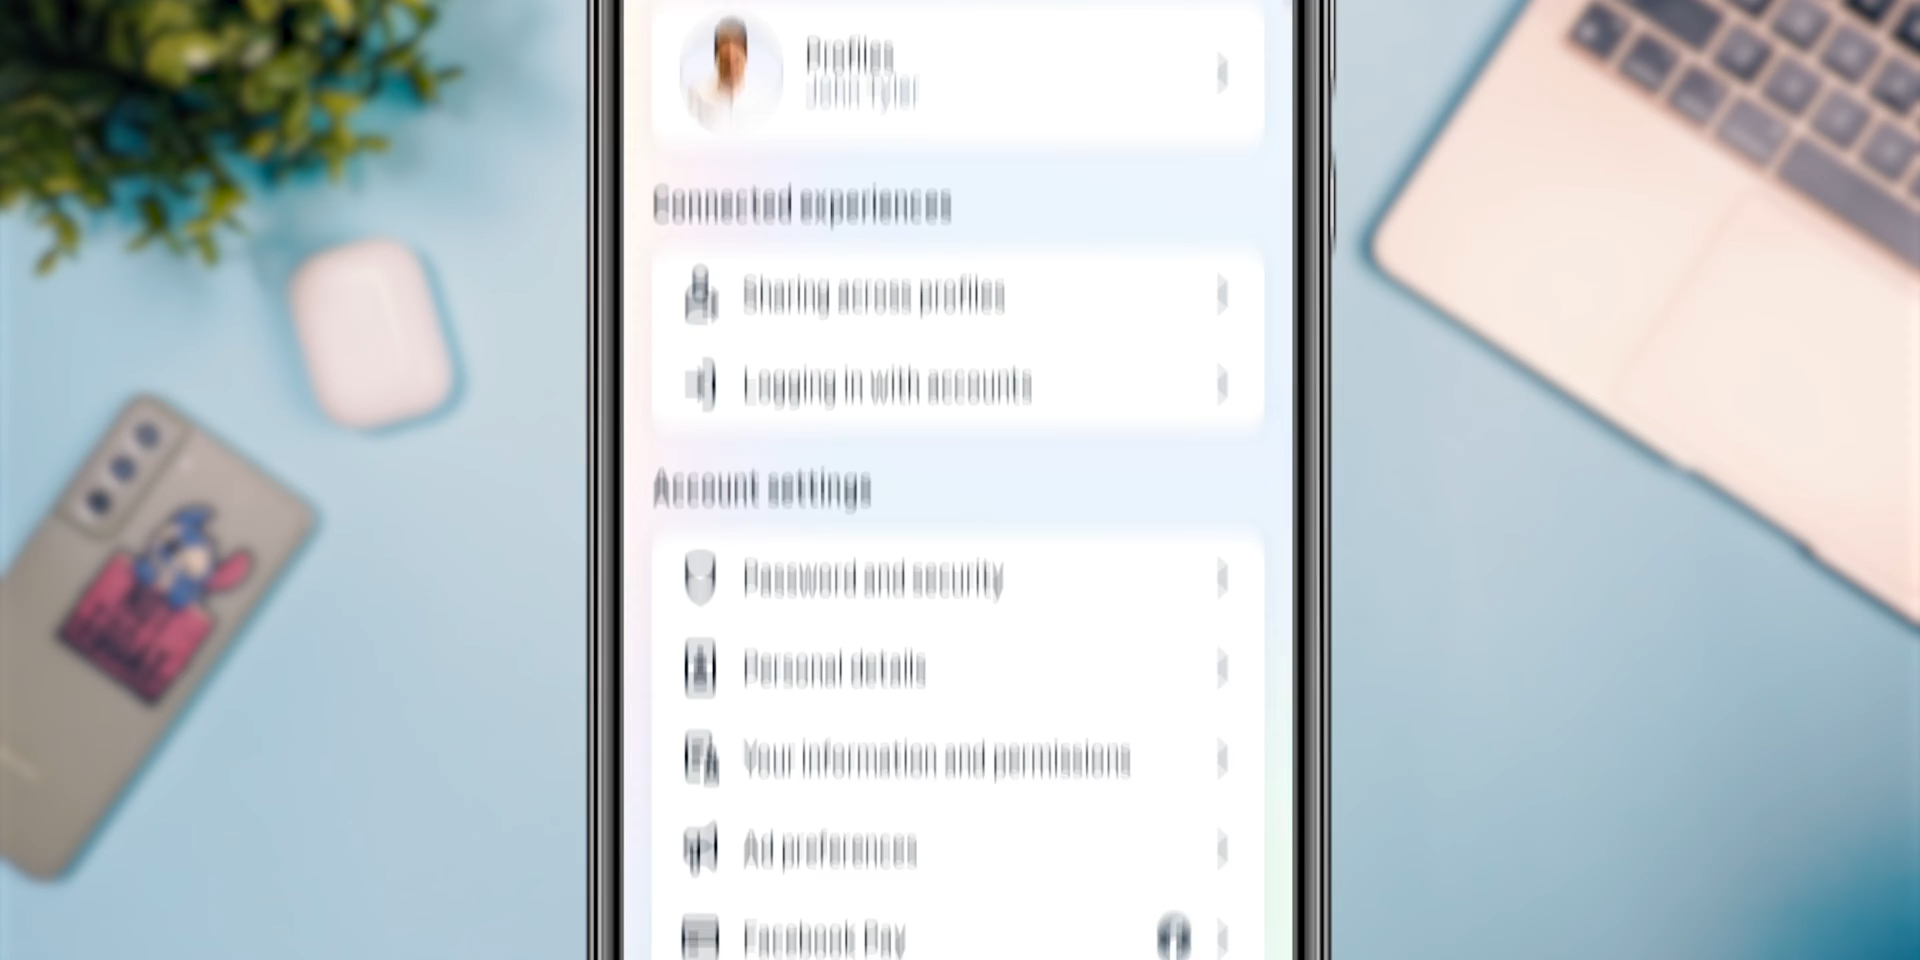 Profiles
John Tyler
Connected experiences
Sharing across profiles
Logging in with accounts
Account settings
Password and security
Personal details
Your information and permissions
Ad preferences
Facebook Pay